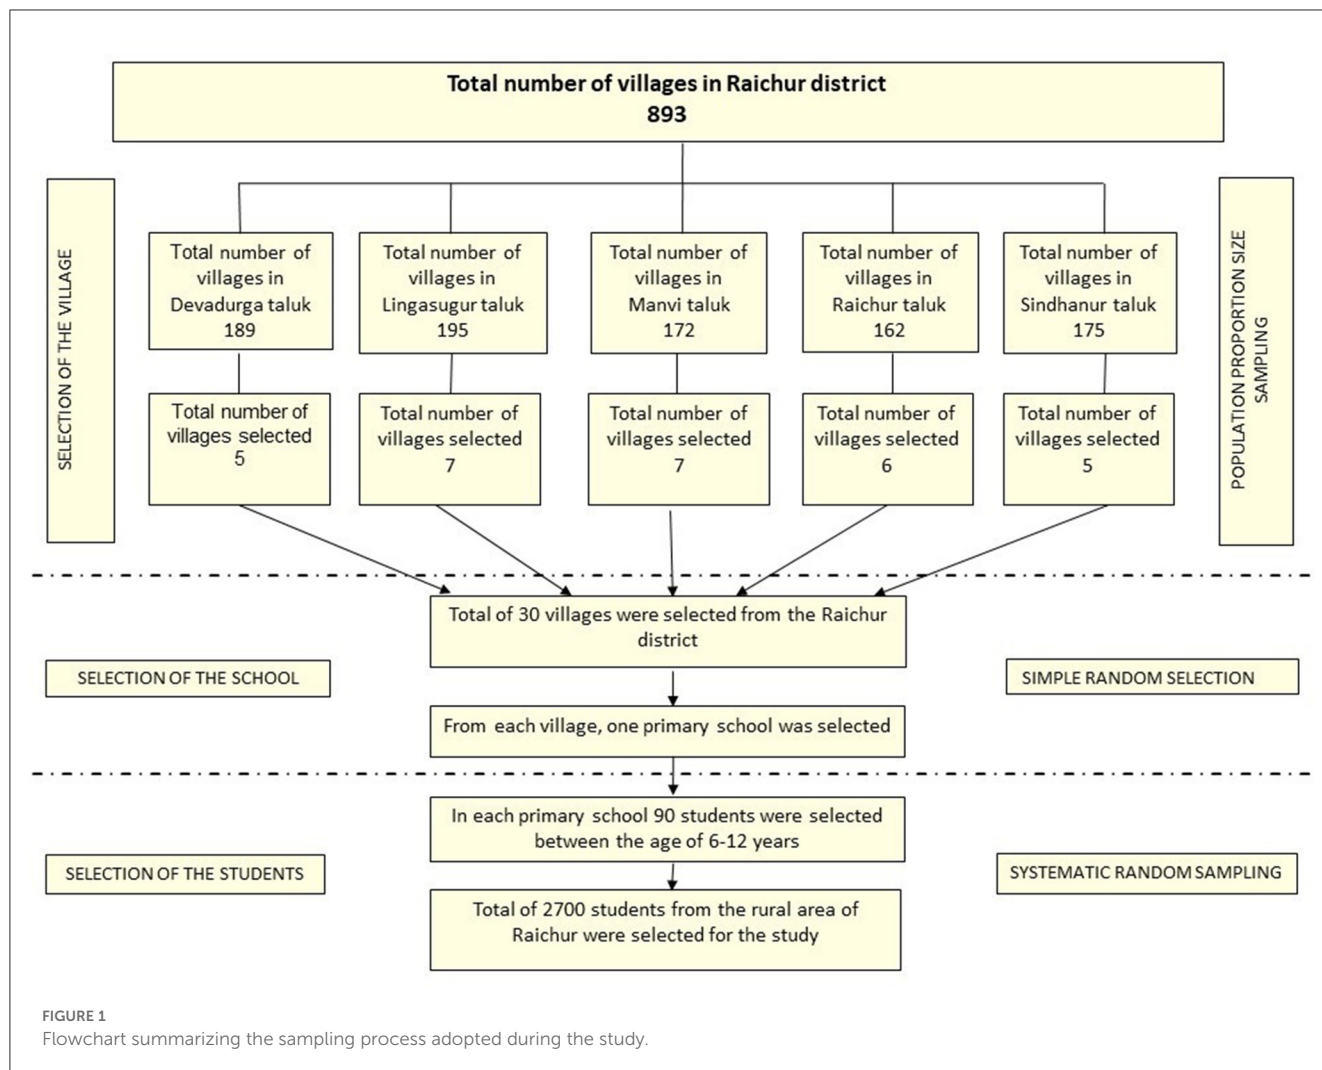 Total number of villages in Raichur district
893
SELECTION OF THE VILLAGE
POPULATION PROPORTION SIZE
SAMPLING
Total number of
villages in
Devadurga taluk
189
Total number of
villages in
Lingasugur taluk
195
Total number of
villages in
Manvi taluk
172
Total number of
villages in
Raichur taluk
162
Total number of
villages in
Sindhanur taluk
175
Total number of
villages selected
5
Total number of
villages selected
7
Total number of
villages selected
7
Total number of
villages selected
6
Total number of
villages selected
5
Total of 30 villages were selected from the Raichur
district
SELECTION OF THE SCHOOL
SIMPLE RANDOM SELECTION
From each village, one primary school was selected
In each primary school 90 students were selected
between the age of 6-12 years
SELECTION OF THE STUDENTS
SYSTEMATIC RANDOM SAMPLING
Total of 2700 students from the rural area of
Raichur were selected for the study
FIGURE 1
Flowchart summarizing the sampling process adopted during the study.